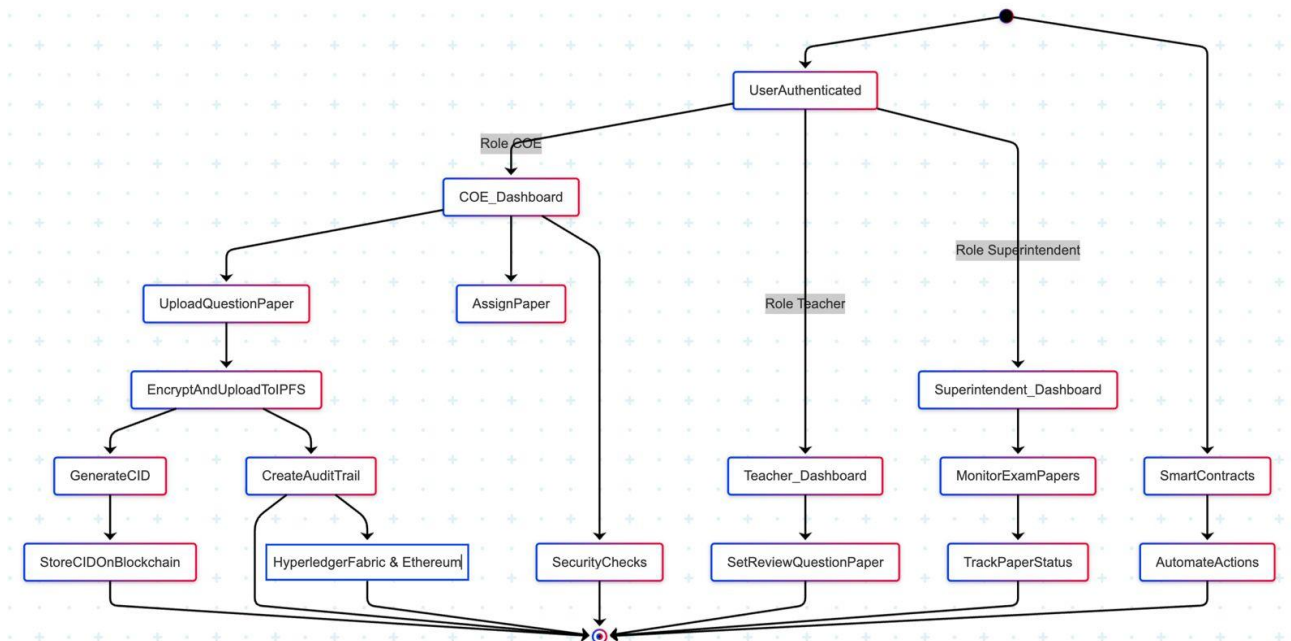 UserAuthenticated
Role COE
COE_Dashboard
Role Superintendent
UploadQuestionPaper
AssignPaper
Role Teacher
EncryptAndUploadToIPFS
Superintendent_Dashboard
GenerateCID
CreateAuditTrail
Teacher_Dashboard
MonitorExamPapers
SmartContracts
StoreCIDOnBlockchain
HyperledgerFabric & Ethereum
SecurityChecks
SetReviewQuestionPaper
TrackPaperStatus
AutomateActions